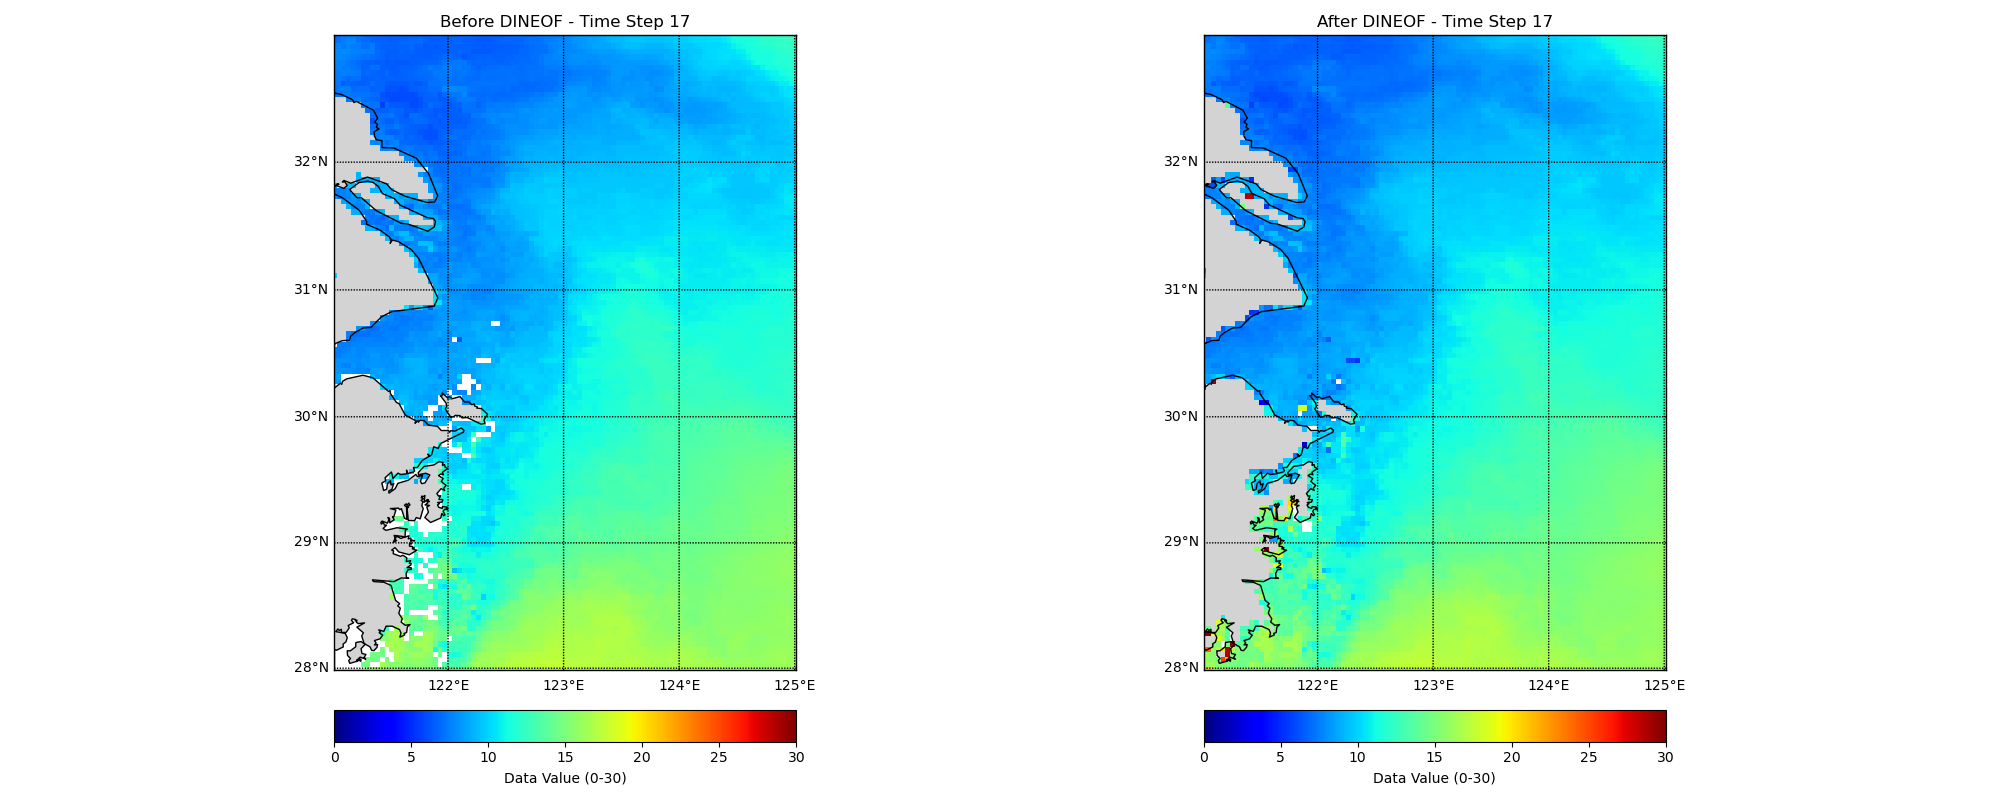 Before DINEOF - Time Step 17
After DINEOF - Time Step 17
32°N
31°N
30°N
29°N
28°N
122°E
123°E
124°E
125°E
32°N
31°N
30°N
29°N
28°N
122°E
123°E
124°E
125°E
0
5
10
15
20
25
30
Data Value (0-30)
0
5
10
15
20
25
30
Data Value (0-30)